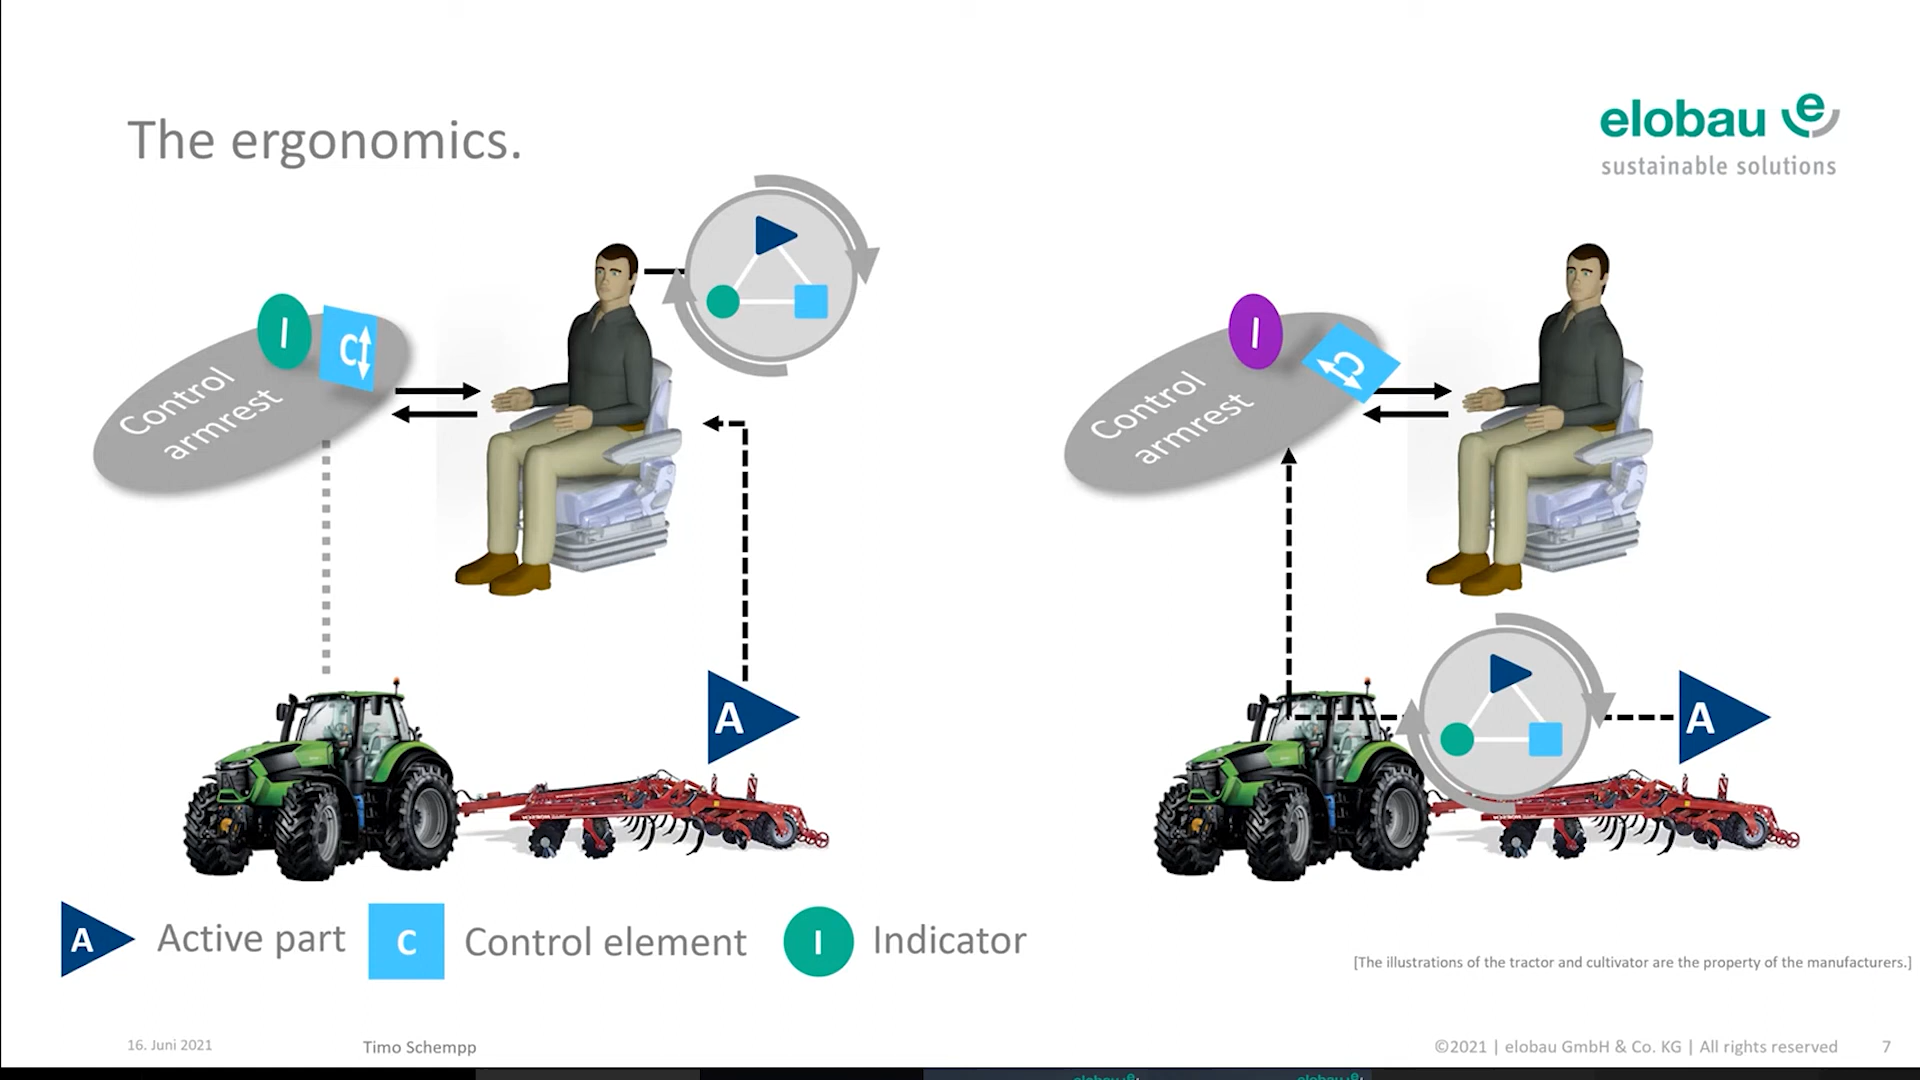 The ergonomics.
elobau e
sustainable solutions
I
C
Control
armrest
A
I
C
Control
armrest
A
A Active part C Control element I Indicator
[The illustrations of the tractor and cultivator are the property of the manufacturers.]
16. Juni 2021 Timo Schempp ©2021 | elobau GmbH & Co. KG | All rights reserved 7